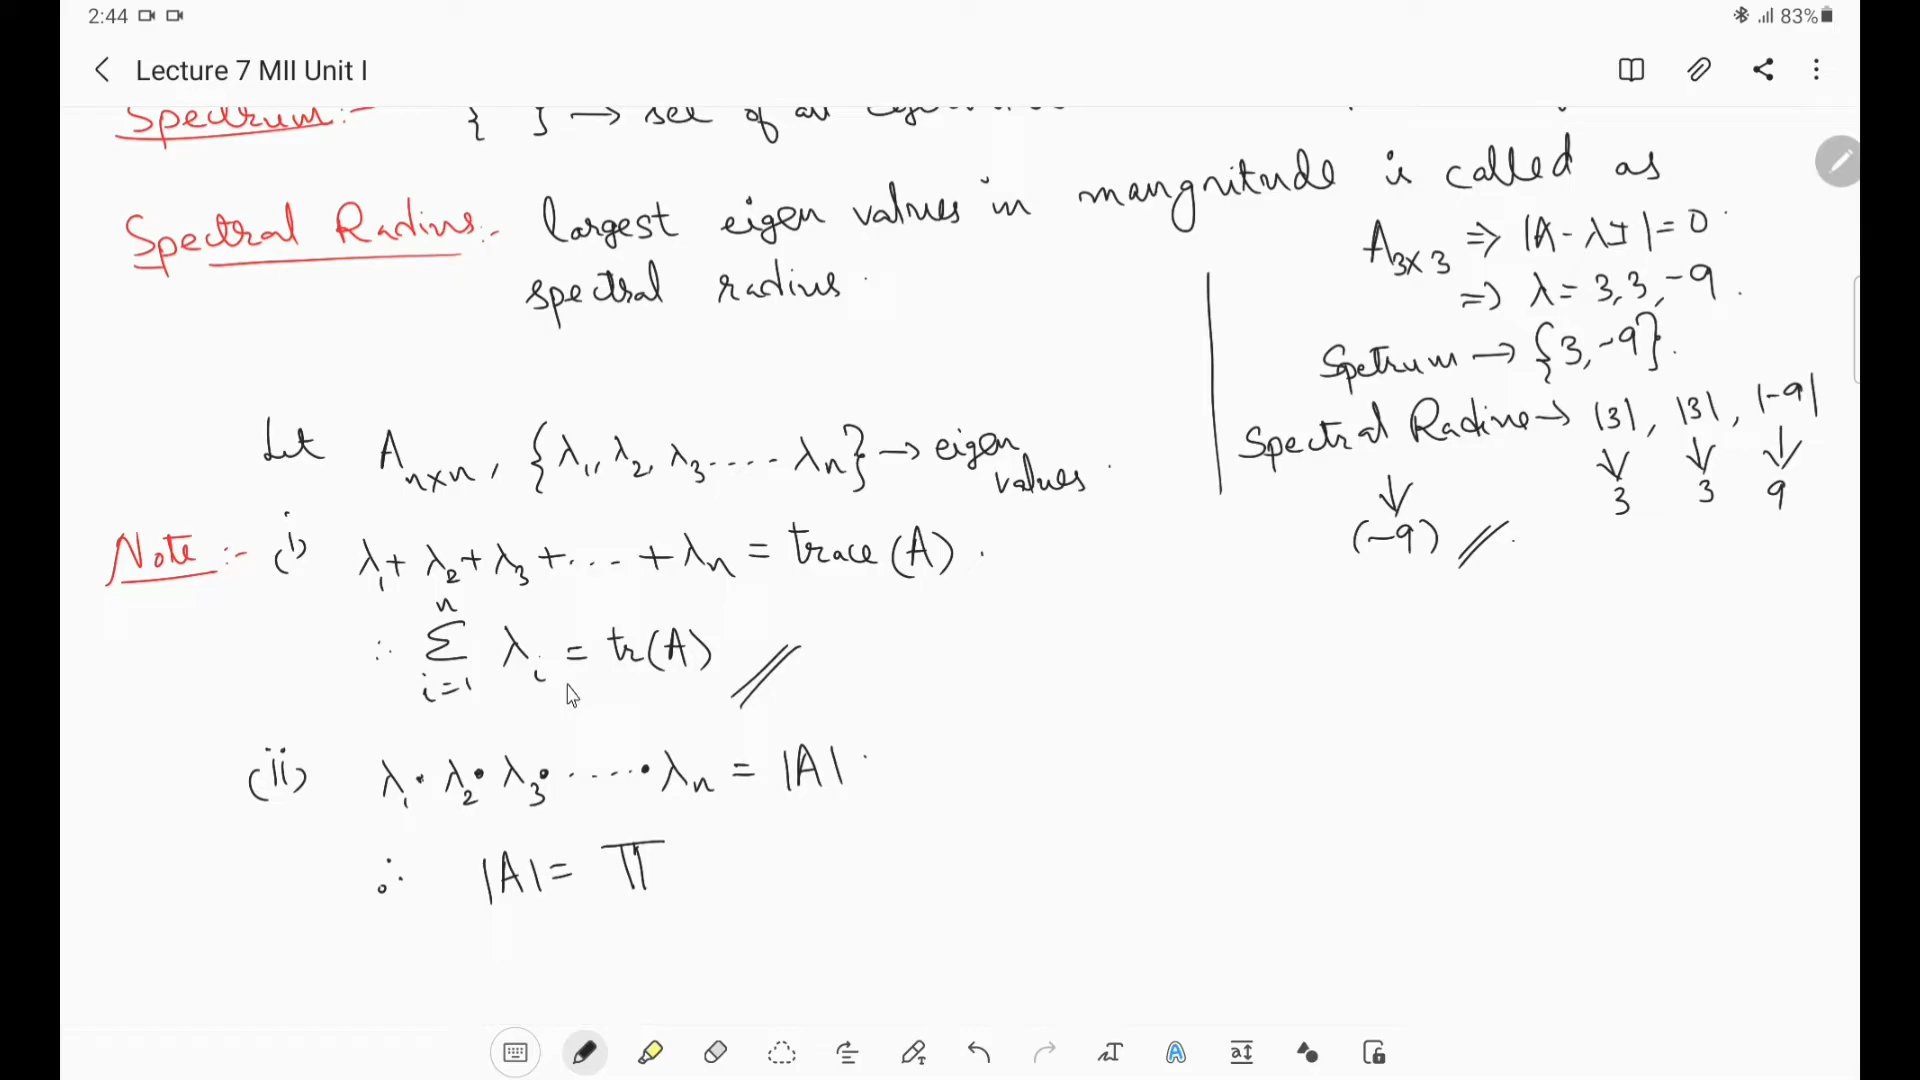 2:44
83%
Lecture 7 MII Unit I
Spectrum:- { } → set of all
Spectral Radius:- largest eigen values in mangnitude is called as
spectral radius.
A₃ₓ₃ ⇒ |A - λI| = 0.
⇒ λ = 3, 3, -9.
Spetrum → {3, -9}.
Spectral Radius → |3|, |3|, |-9|
↓ ↓ ↓ ↓
3 3 9
(-9) //.
Let Aₙₓₙ, {λ₁, λ₂, λ₃ ..... λₙ} → eigen values.
Note:- (i) λ₁ + λ₂ + λ₃ + ... + λₙ = trace (A).
∴ Σⁿᵢ₌₁ λᵢ = tr(A) //
(ii) λ₁ • λ₂ • λ₃ • ..... • λₙ = |A|.
∴ |A| = Π